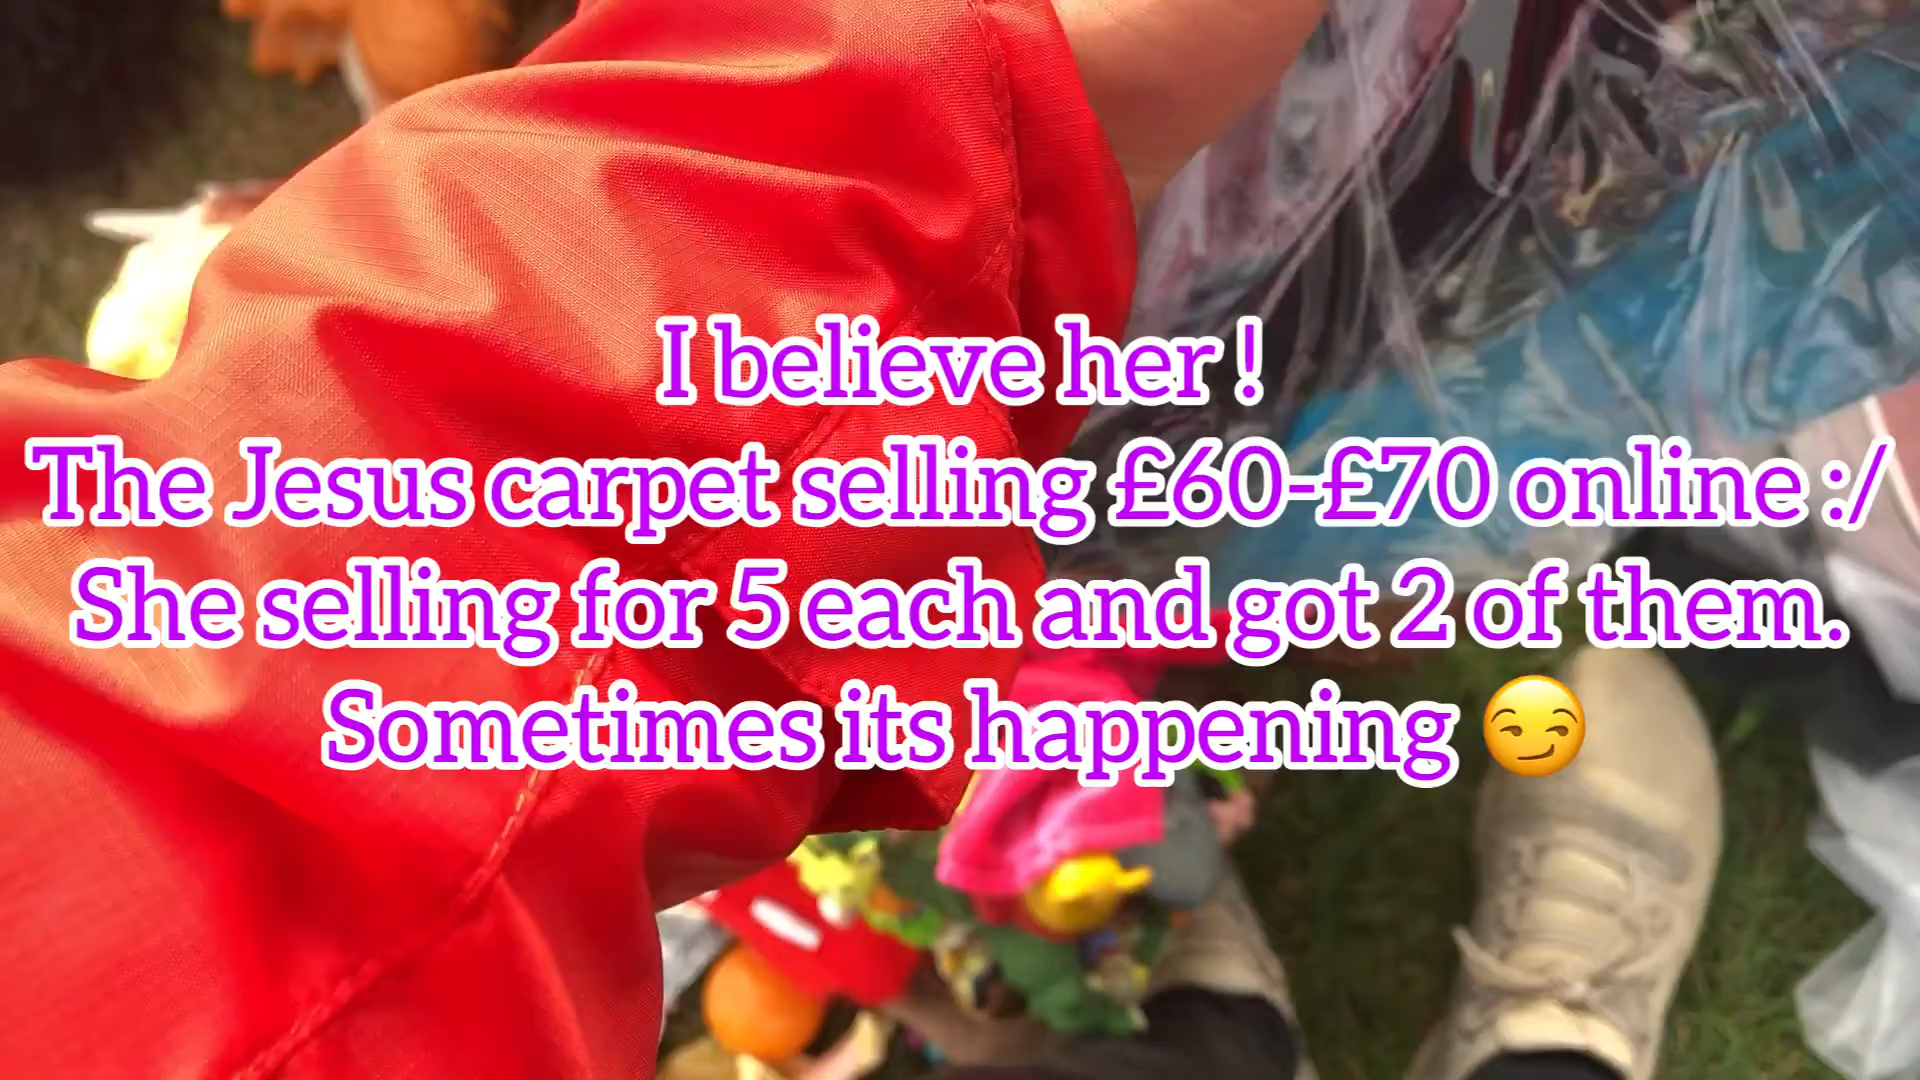 I believe her !
The Jesus carpet selling £60-£70 online :/
She selling for 5 each and got 2 of them.
Sometimes its happening 😏